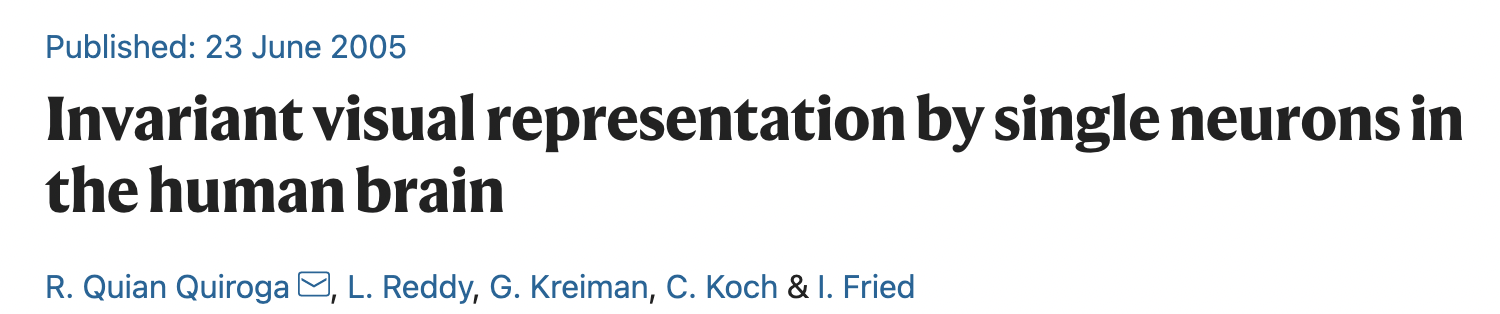 Published: 23 June 2005
Invariant visual representation by single neurons in
the human brain
R. Quian Quiroga, L. Reddy, G. Kreiman, C. Koch & I. Fried